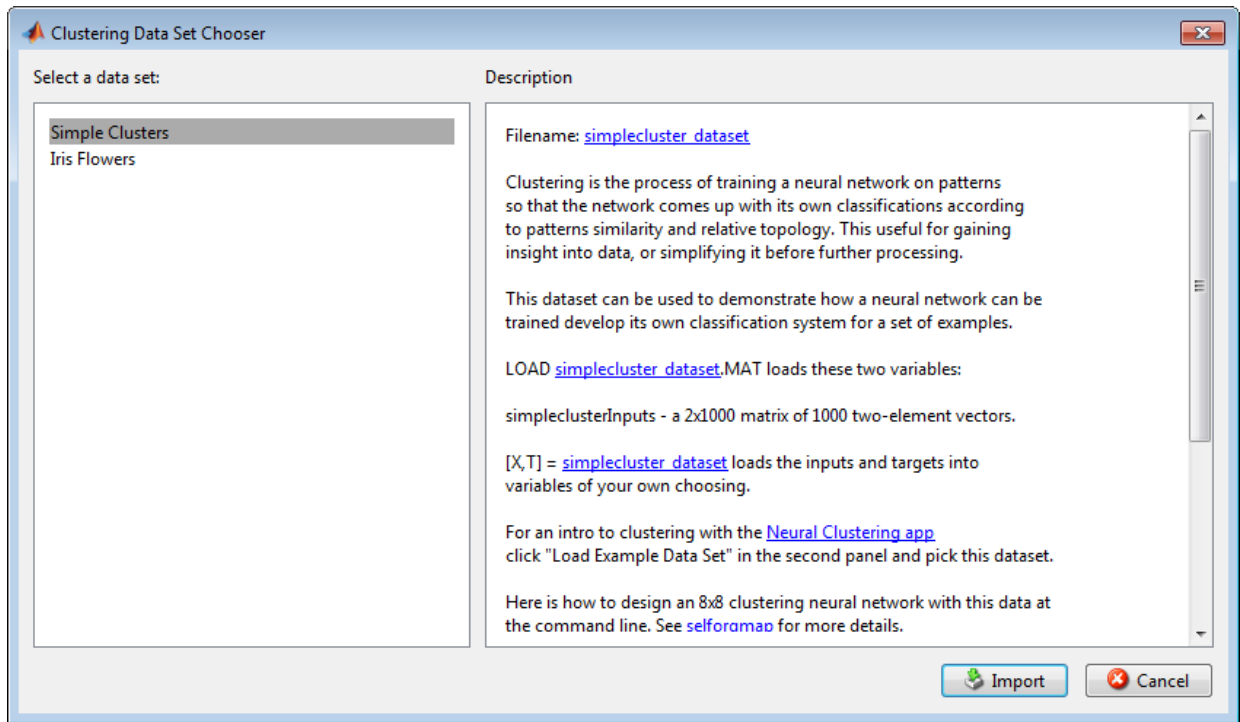 Clustering Data Set Chooser
Select a data set:
Simple Clusters
Iris Flowers
Description
Filename: simplecluster_dataset
Clustering is the process of training a neural network on patterns
so that the network comes up with its own classifications according
to patterns similarity and relative topology. This useful for gaining
insight into data, or simplifying it before further processing.
This dataset can be used to demonstrate how a neural network can be
trained develop its own classification system for a set of examples.
LOAD simplecluster_dataset.MAT loads these two variables:
simpleclusterInputs - a 2x1000 matrix of 1000 two-element vectors.
[X,T] = simplecluster_dataset loads the inputs and targets into
variables of your own choosing.
For an intro to clustering with the Neural Clustering app
click "Load Example Data Set" in the second panel and pick this dataset.
Here is how to design an 8x8 clustering neural network with this data at
the command line. See selforgmap for more details.
Import
Cancel